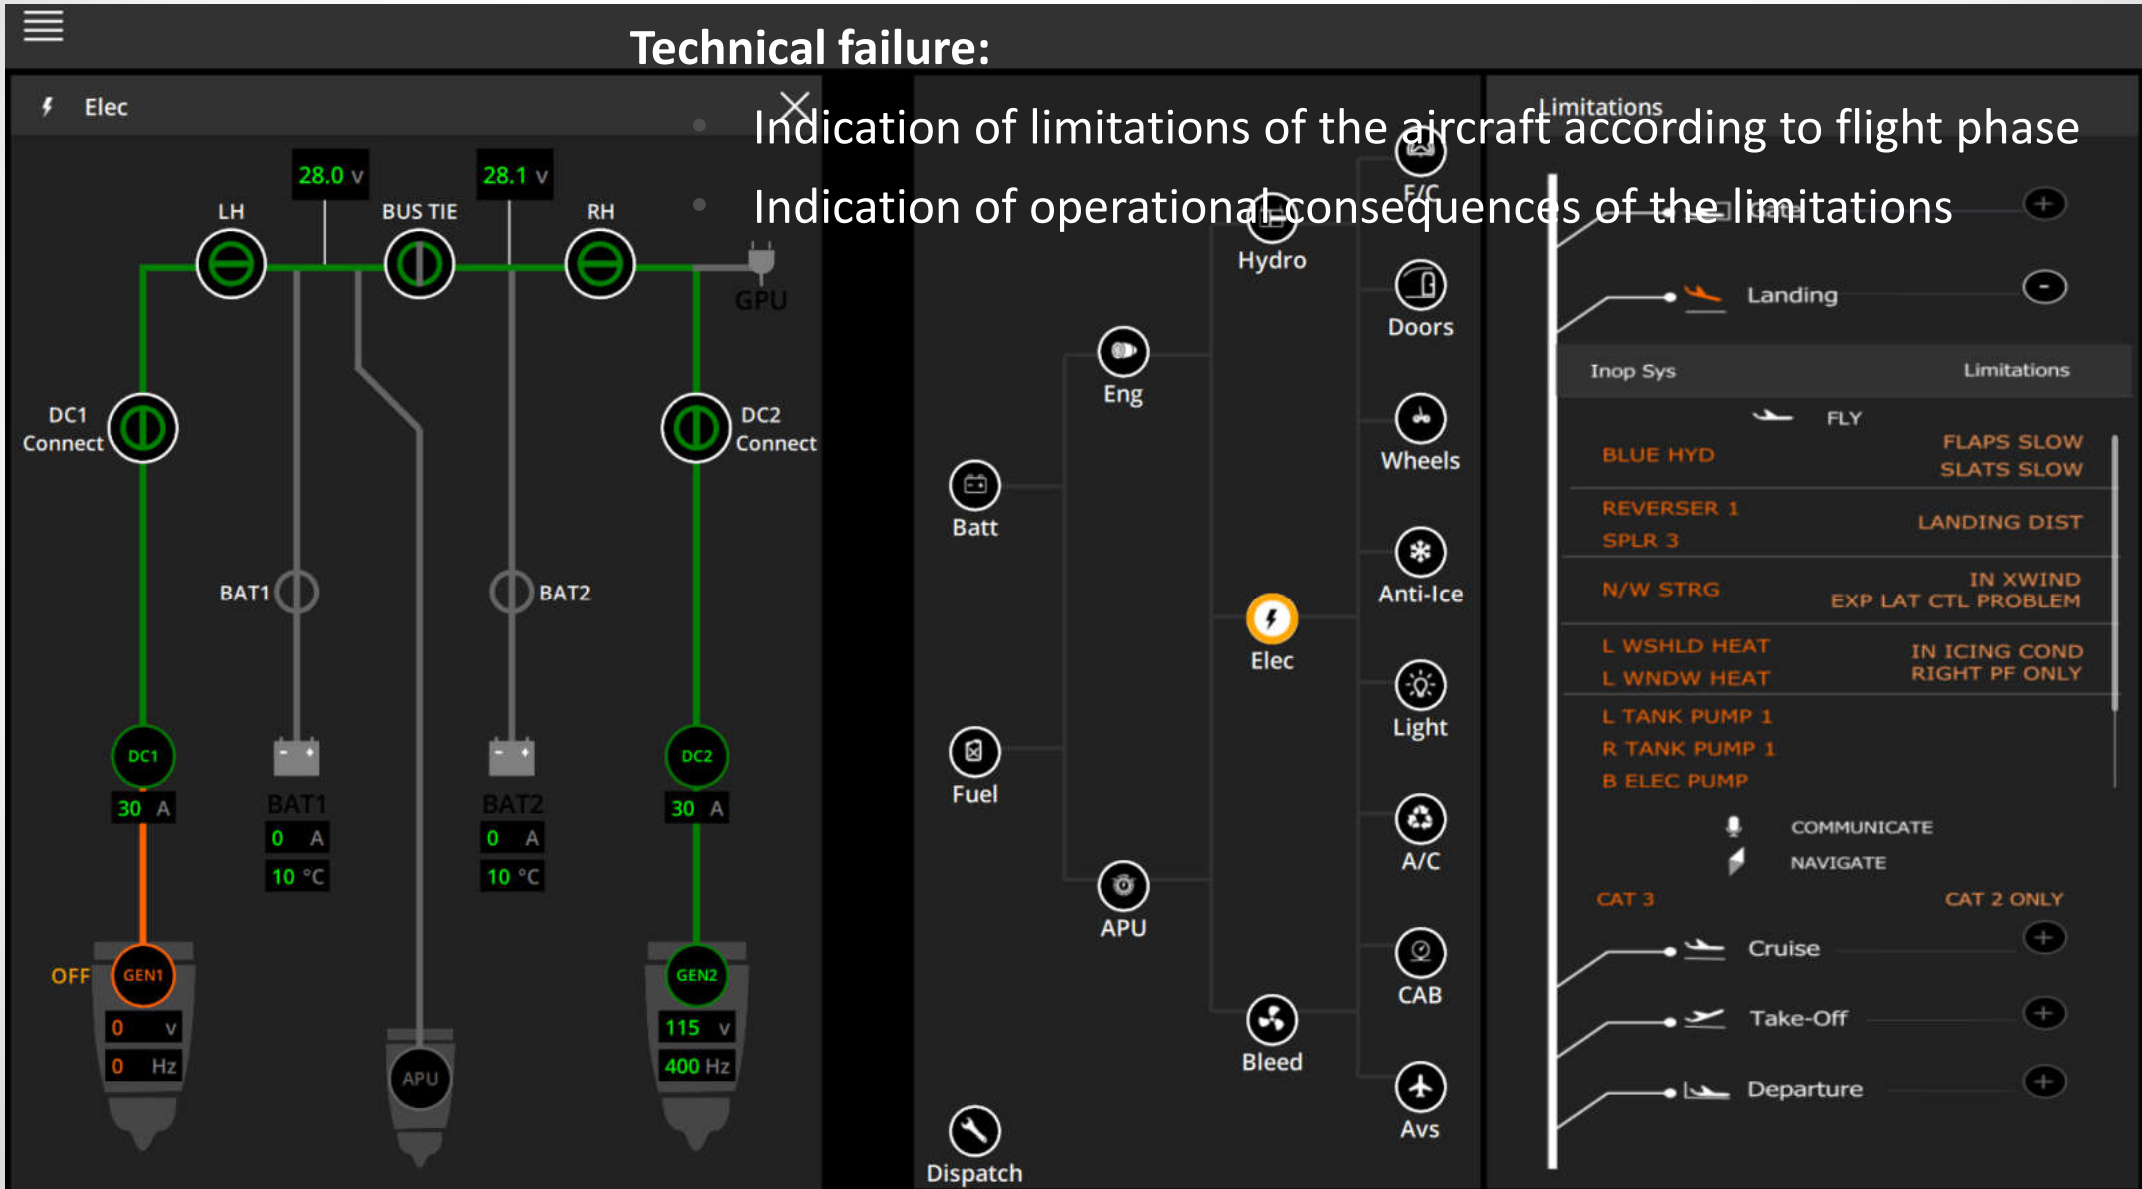 Technical failure:
Indication of limitations of the aircraft according to flight phase
Indication of operational consequences of the limitations
Elec
28.0 v
28.1 v
LH
BUS TIE
RH
GPU
DC1
Connect
DC2
Connect
BAT1
BAT2
DC1
30 A
BAT1
0 A
10 °C
BAT2
0 A
10 °C
DC2
30 A
OFF
GEN1
0 v
0 Hz
APU
GEN2
115 v
400 Hz
F/C
Hydro
Doors
Eng
Wheels
Batt
Anti-Ice
Elec
Light
Fuel
A/C
APU
CAB
Bleed
Avs
Dispatch
Limitations
Gate
Landing
Inop Sys Limitations
FLY
BLUE HYD
FLAPS SLOW
SLATS SLOW
REVERSER 1
SPLR 3
LANDING DIST
N/W STRG
IN XWIND
EXP LAT CTL PROBLEM
L WSHLD HEAT
L WNDW HEAT
IN ICING COND
RIGHT PF ONLY
L TANK PUMP 1
R TANK PUMP 1
B ELEC PUMP
COMMUNICATE
NAVIGATE
CAT 3 CAT 2 ONLY
Cruise
Take-Off
Departure